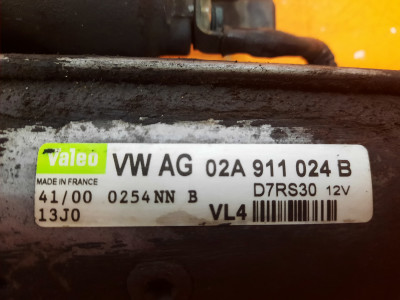 Valeo VW AG 02A 911 024 B
MADE IN FRANCE D7RS30 12V
41/00 0254NN B
13J0 VL4